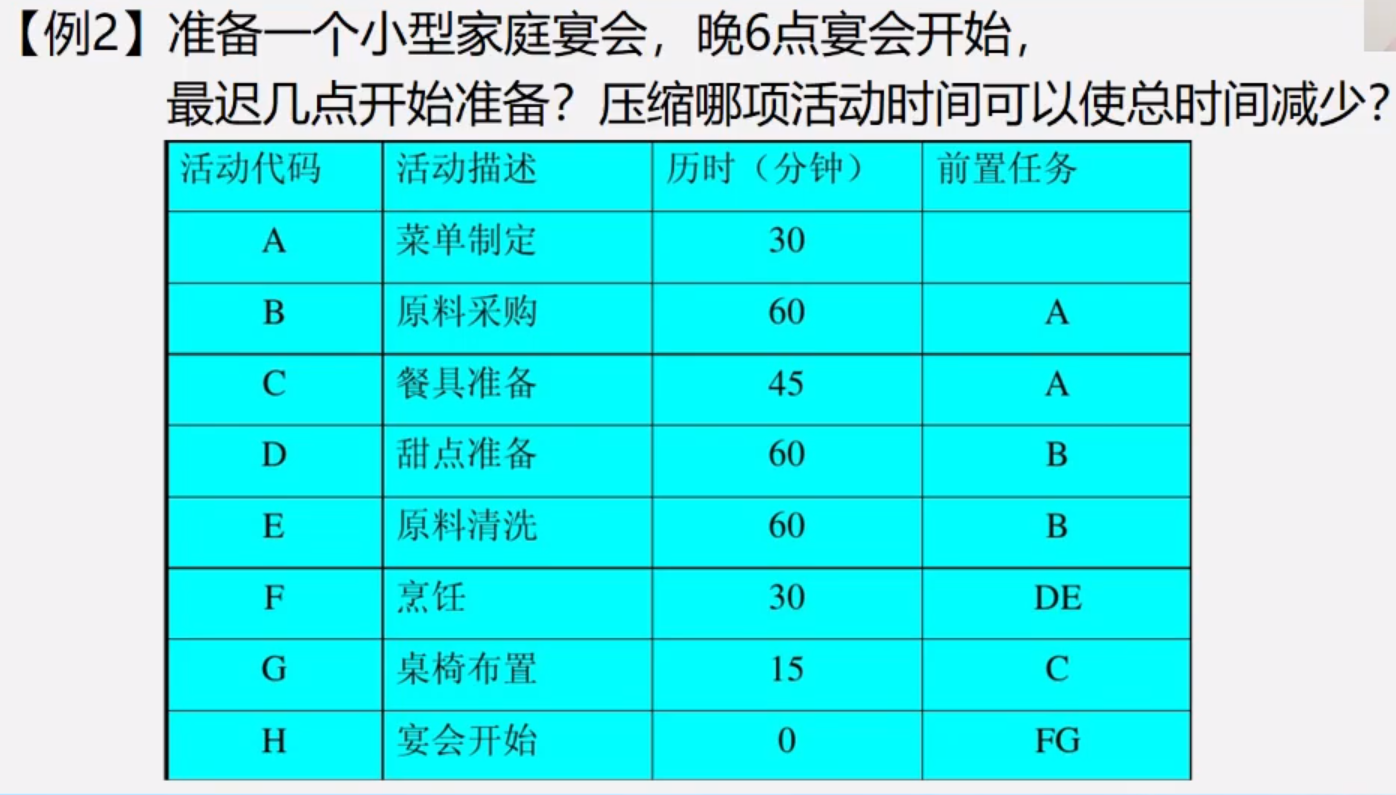 【例2】准备一个小型家庭宴会，晚6点宴会开始，
最迟几点开始准备？压缩哪项活动时间可以使总时间减少？
活动代码 活动描述 历时（分钟） 前置任务
A 菜单制定 30
B 原料采购 60 A
C 餐具准备 45 A
D 甜点准备 60 B
E 原料清洗 60 B
F 烹饪 30 DE
G 桌椅布置 15 C
H 宴会开始 0 FG